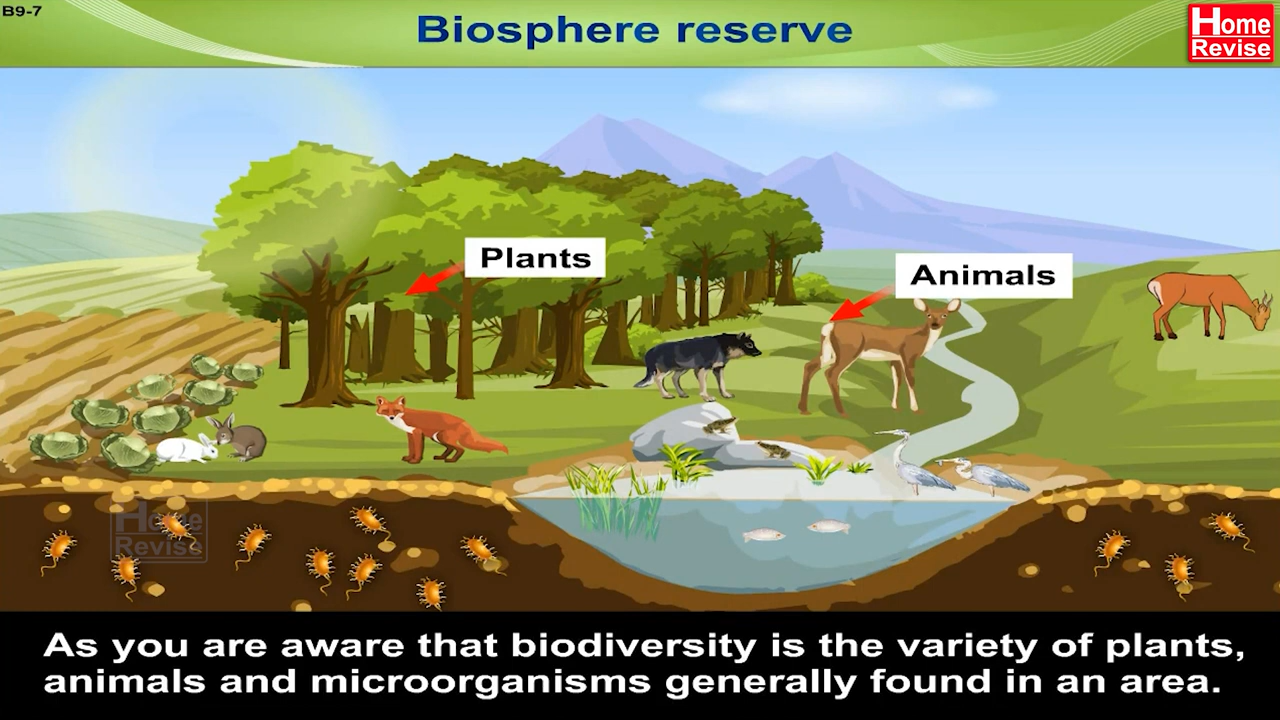 B9-7
Biosphere reserve
Home
Revise
Plants
Animals
Home
Revise
As you are aware that biodiversity is the variety of plants,
animals and microorganisms generally found in an area.